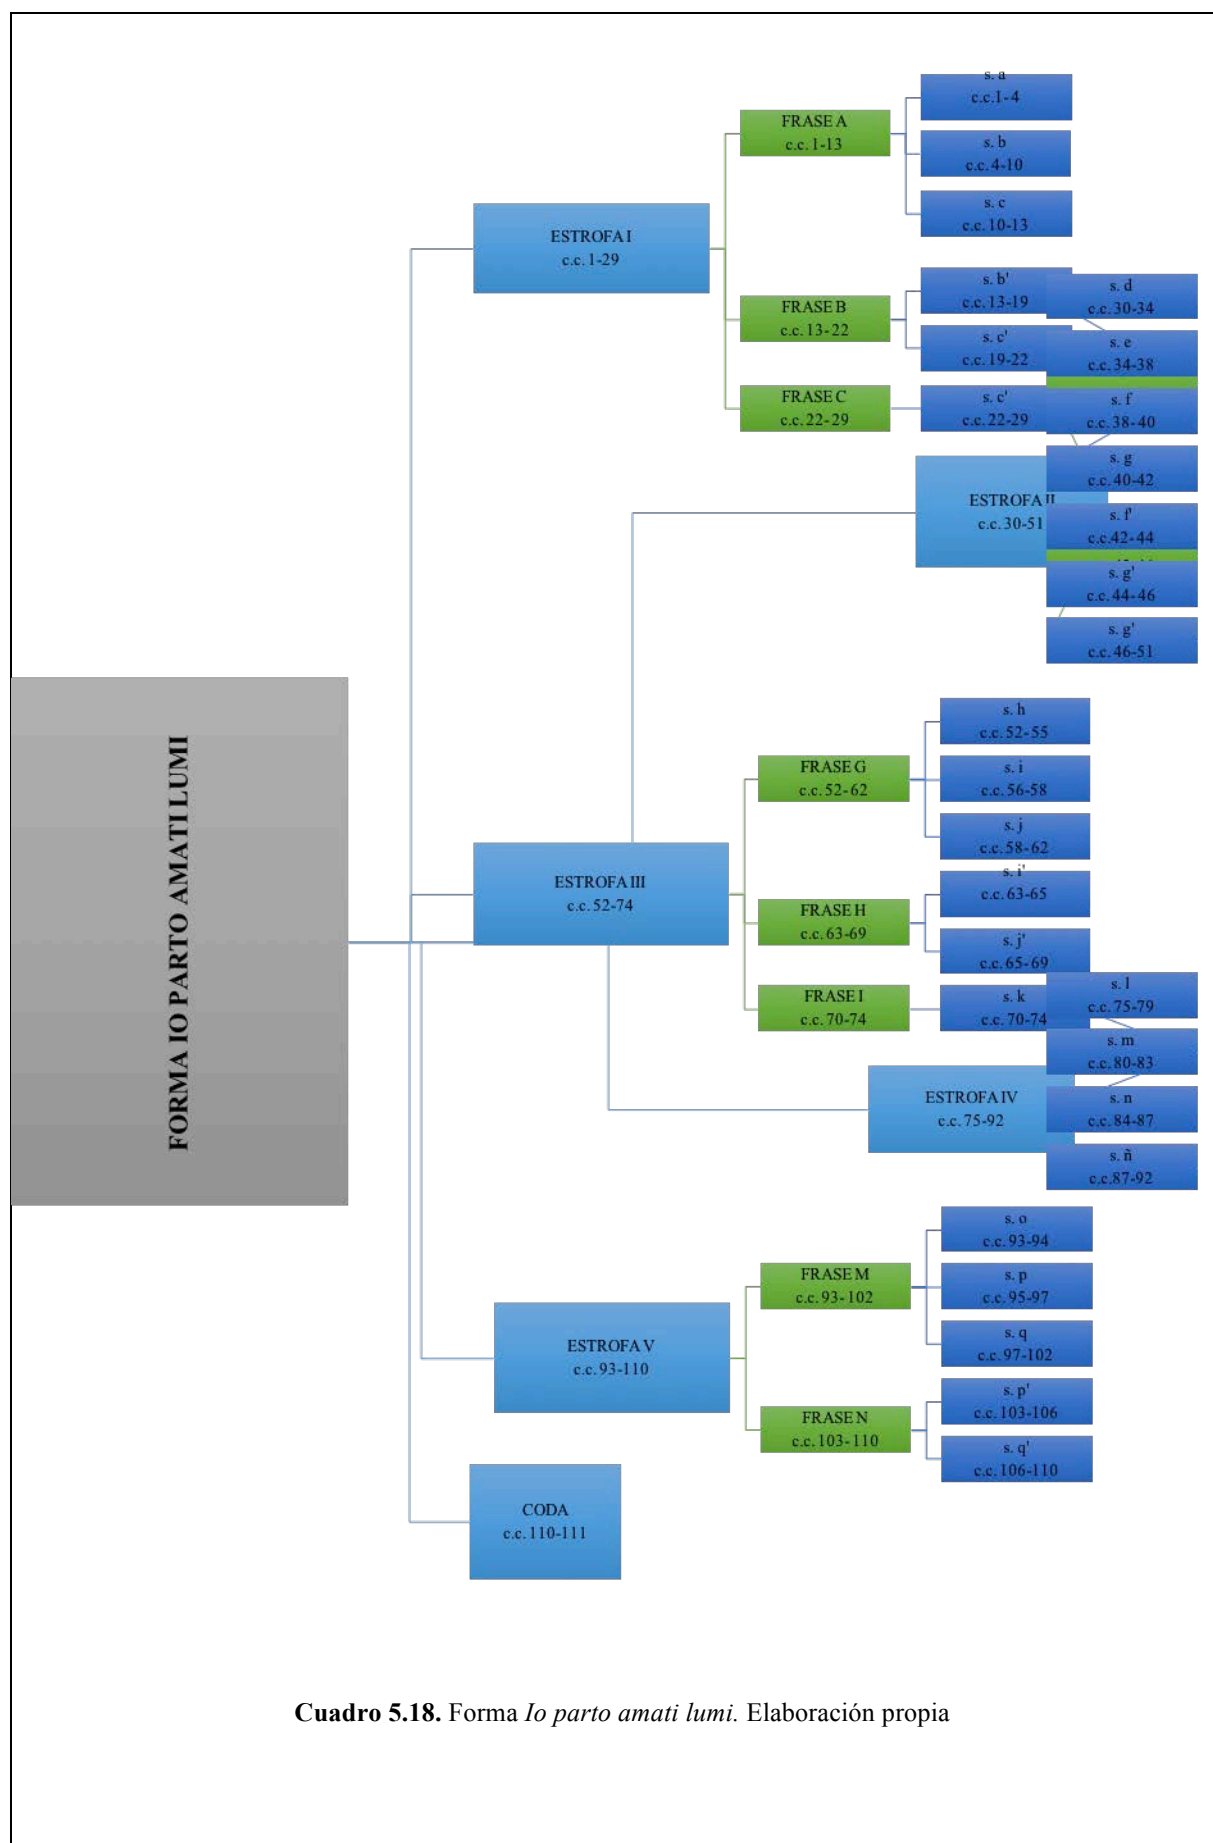 FORMA IO PARTO AMATI LUMI
ESTROFA I
c.c. 1-29
FRASE A
c.c. 1-13
s. a
c.c.1-4
s. b
c.c. 4-10
s. c
c.c. 10-13
FRASE B
c.c. 13-22
s. b'
c.c. 13-19
s. c'
c.c. 19-22
FRASE C
c.c. 22-29
s. c'
c.c. 22-29
ESTROFA II
c.c. 30-51
s. d
c.c. 30-34
s. e
c.c. 34-38
s. f
c.c. 38-40
s. g
c.c. 40-42
s. f'
c.c.42-44
s. g'
c.c. 44-46
s. g'
c.c. 46-51
ESTROFA III
c.c. 52-74
FRASE G
c.c. 52-62
s. h
c.c. 52-55
s. i
c.c. 56-58
s. j
c.c. 58-62
FRASE H
c.c. 63-69
s. i'
c.c. 63-65
s. j'
c.c. 65-69
FRASE I
c.c. 70-74
s. k
c.c. 70-74
ESTROFA IV
c.c. 75-92
s. l
c.c. 75-79
s. m
c.c. 80-83
s. n
c.c. 84-87
s. ñ
c.c.87-92
ESTROFA V
c.c. 93-110
FRASE M
c.c. 93-102
s. o
c.c. 93-94
s. p
c.c. 95-97
s. q
c.c. 97-102
FRASE N
c.c. 103-110
s. p'
c.c. 103-106
s. q'
c.c. 106-110
CODA
c.c. 110-111
Cuadro 5.18. Forma Io parto amati lumi. Elaboración propia